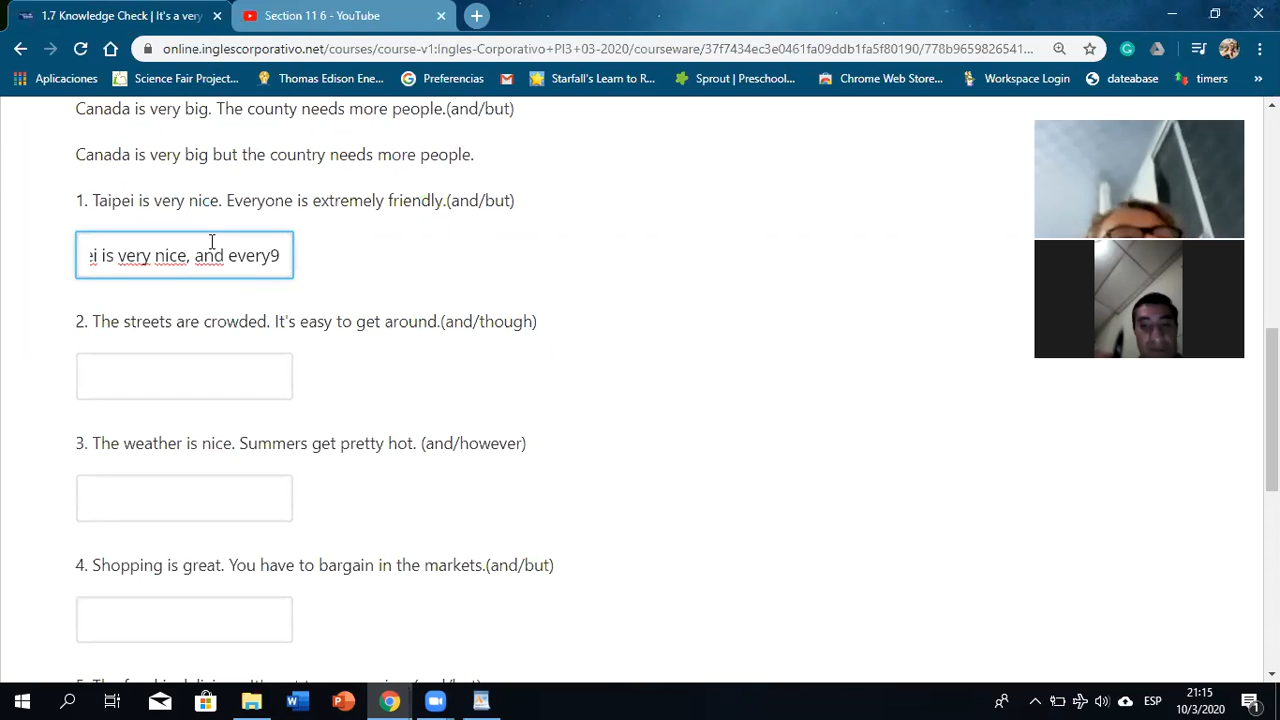 1.7 Knowledge Check | It's a very
Section 11 6 - YouTube
online.inglescorporativo.net/courses/course-v1:Ingles-Corporativo+PI3+03-2020/courseware/37f7434ec3e0461fa09ddb1fa5f80190/778b9659826541...
Aplicaciones
Science Fair Project...
Thomas Edison Ene...
Preferencias
Starfall's Learn to R...
Sprout | Preschool...
Chrome Web Store...
Workspace Login
dateabase
timers
»
Canada is very big. The county needs more people.(and/but)
Canada is very big but the country needs more people.
1. Taipei is very nice. Everyone is extremely friendly.(and/but)
ei is very nice, and every9
2. The streets are crowded. It's easy to get around.(and/though)
3. The weather is nice. Summers get pretty hot. (and/however)
4. Shopping is great. You have to bargain in the markets.(and/but)
ESP
21:15
10/3/2020